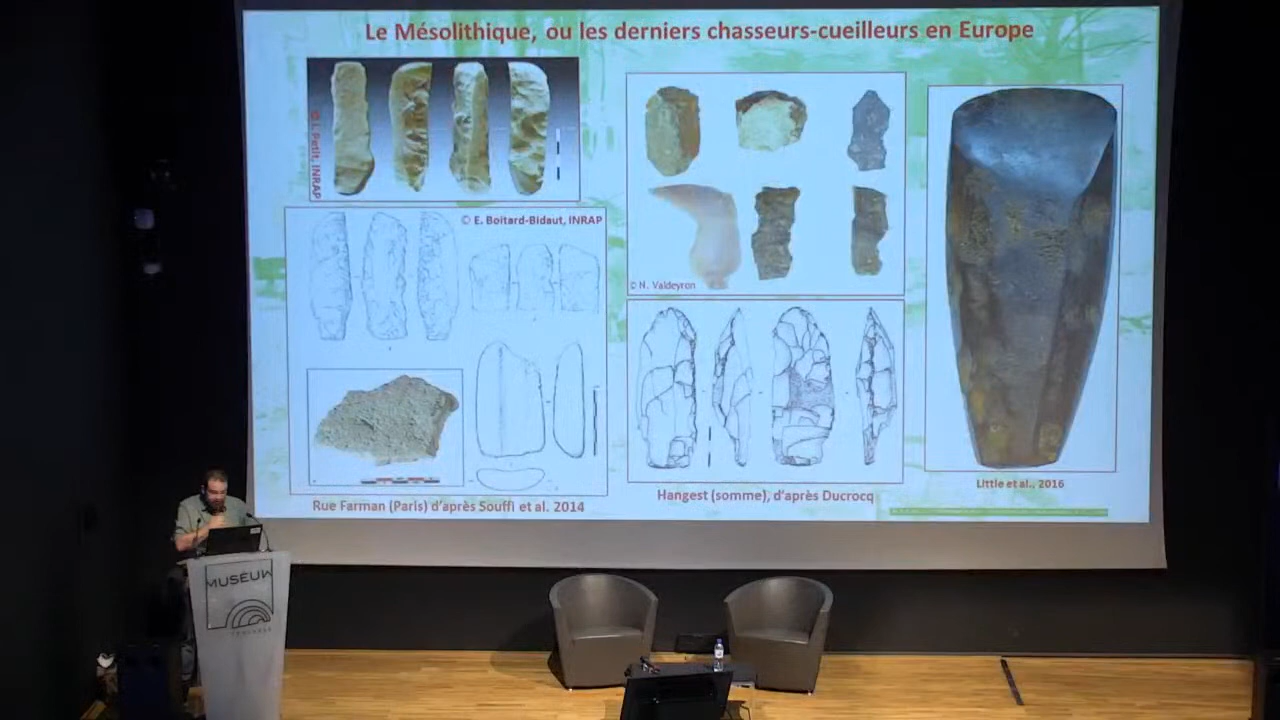 Le Mésolithique, ou les derniers chasseurs-cueilleurs en Europe
© L. Petit, INRAP
© E. Boitard-Bidaut, INRAP
Rue Farman (Paris) d'après Souffi et al. 2014
© N. Valdeyron
Hangest (somme), d'après Ducrocq
Little et al., 2016
MUSEUM
TOULOUSE